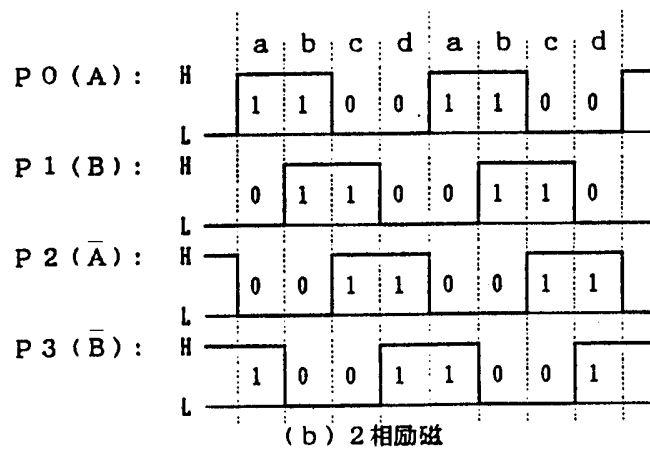 a b c d a b c d
P0(A): H
1 1 0 0 1 1 0 0
L
P1(B): H
0 1 1 0 0 1 1 0
L
P2(A̅): H
0 0 1 1 0 0 1 1
L
P3(B̅): H
1 0 0 1 1 0 0 1
L
(b) 2相励磁